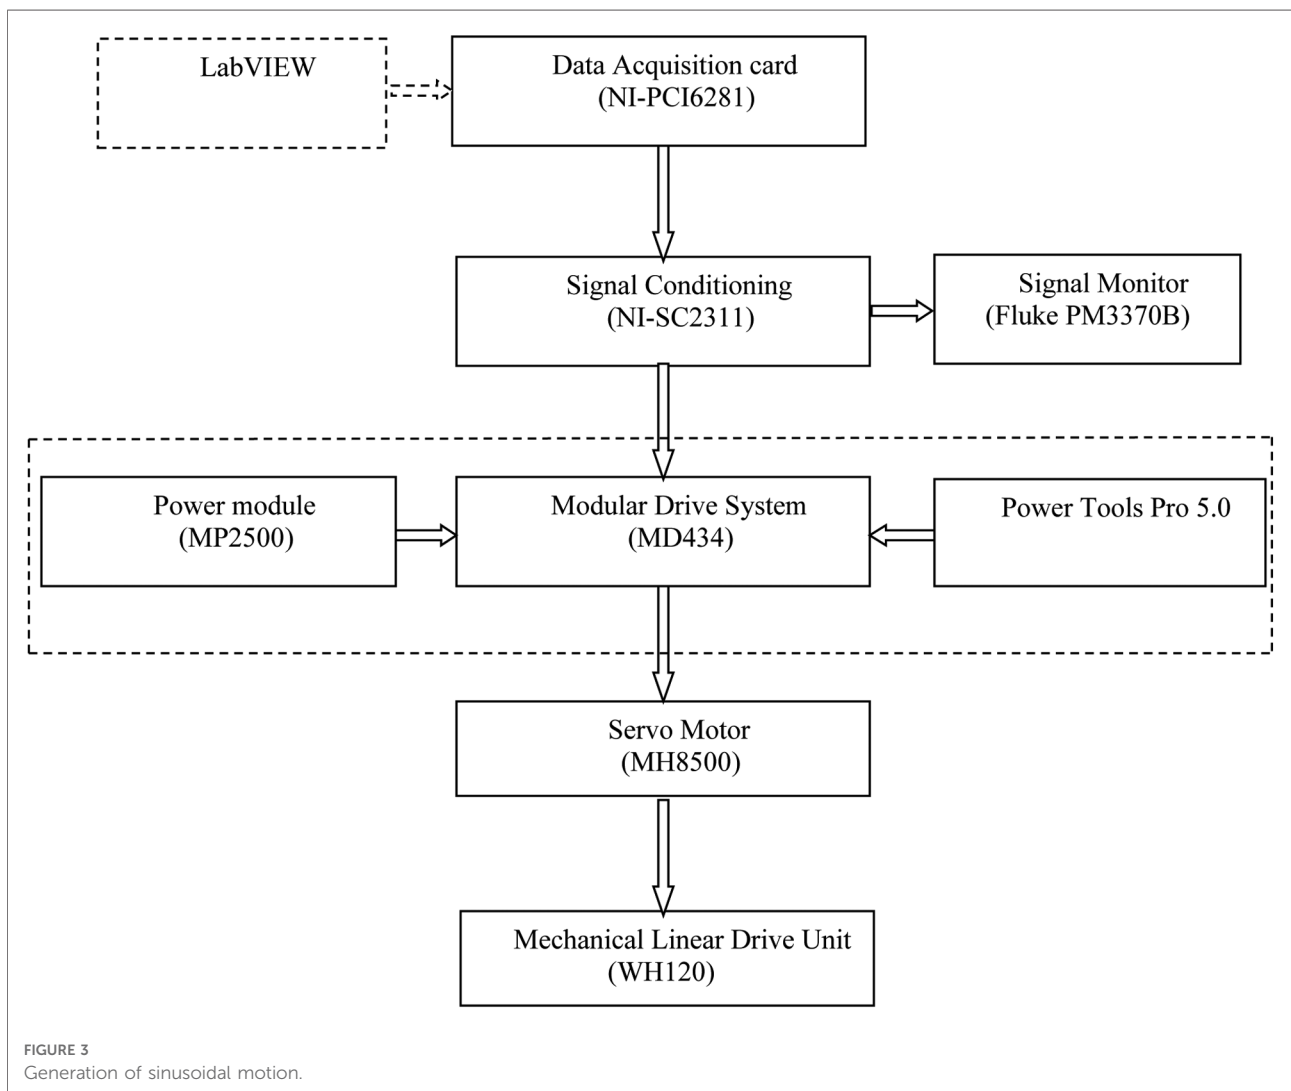 LabVIEW
Data Acquisition card
(NI-PCI6281)
Signal Conditioning
(NI-SC2311)
Signal Monitor
(Fluke PM3370B)
Power module
(MP2500)
Modular Drive System
(MD434)
Power Tools Pro 5.0
Servo Motor
(MH8500)
Mechanical Linear Drive Unit
(WH120)
FIGURE 3
Generation of sinusoidal motion.